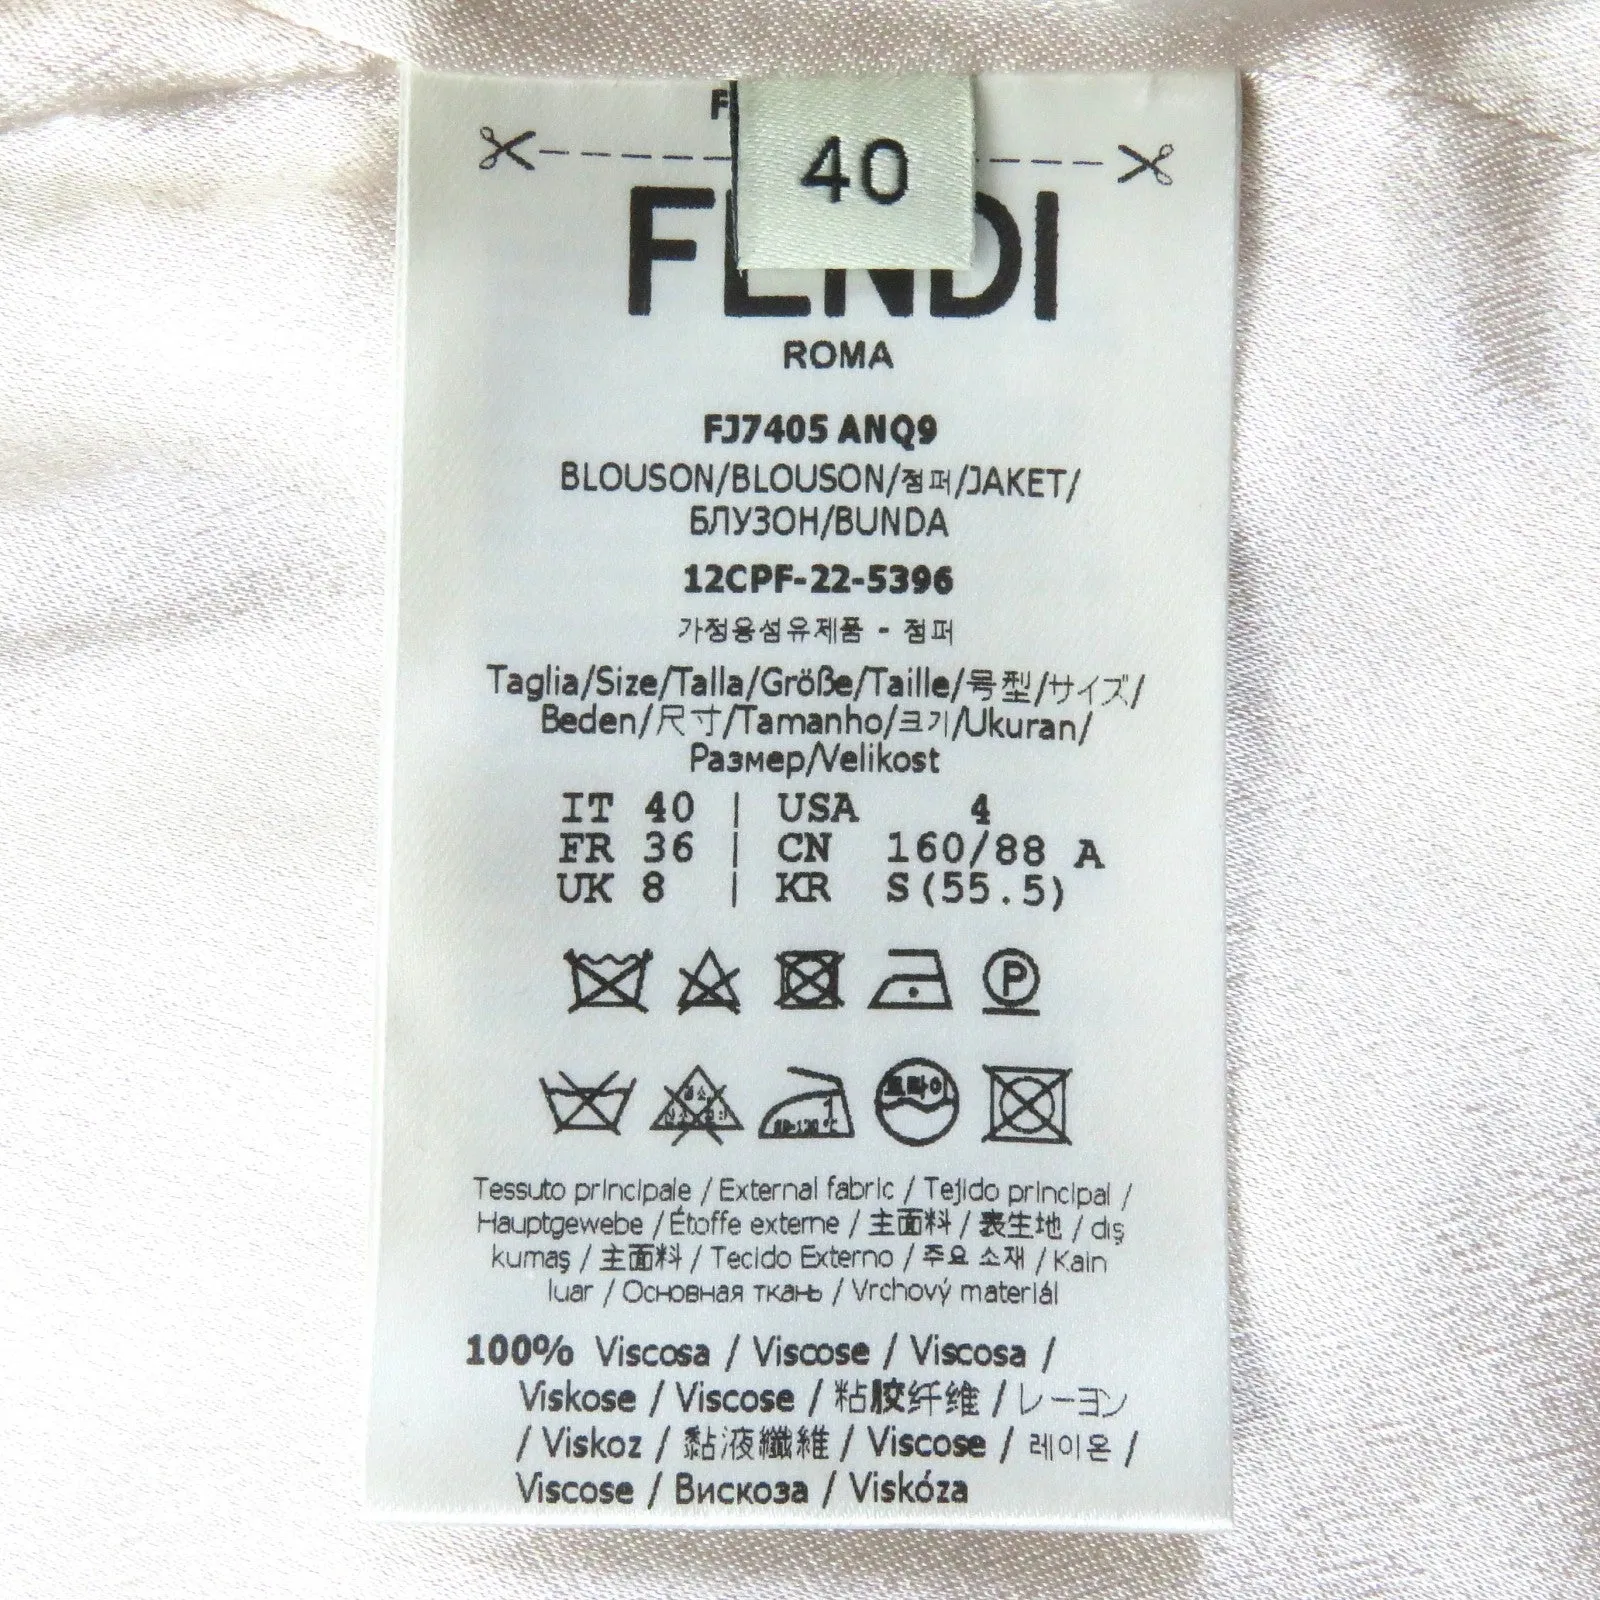 40
FENDI
ROMA
FJ7405 ANQ9
BLOUSON/BLOUSON/점퍼/JAKET/
БЛУЗОН/BUNDA
12CPF-22-5396
가정용섬유제품 - 점퍼
Taglia/Size/Talla/Größe/Taille/号型/サイズ/
Beden/尺寸/Tamanho/크기/Ukuran/
Размер/Velikost
IT 40 | USA 4
FR 36 | CN 160/88 A
UK 8 | KR S(55.5)
P
드라이
Tessuto principale / External fabric / Tejido principal /
Hauptgewebe / Étoffe externe / 主面料 / 表生地 / dış
kumaş / 主面料 / Tecido Externo / 주요 소재 / Kain
luar / Основная ткань / Vrchový materiál
100% Viscosa / Viscose / Viscosa /
Viskose / Viscose / 粘胶纤维 / レーヨン
/ Viskoz / 黏液纖維 / Viscose / 레이온 /
Viscose / Вискоза / Viskóza